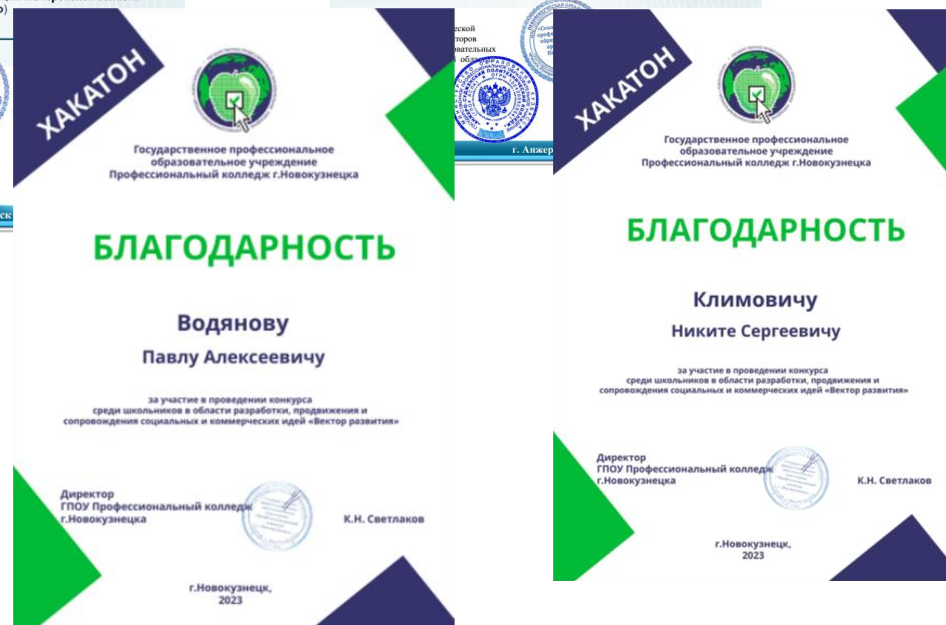 ХАКАТОН
Государственное профессиональное
образовательное учреждение
Профессиональный колледж г.Новокузнецка
БЛАГОДАРНОСТЬ
Водянову
Павлу Алексеевичу
за участие в проведении конкурса
среди школьников в области разработки, продвижения и
сопровождения социальных и коммерческих идей «Вектор развития»
Директор
ГПОУ Профессиональный колледж
г.Новокузнецка
К.Н. Светлаков
г.Новокузнецк,
2023
г. Анжер
ХАКАТОН
Государственное профессиональное
образовательное учреждение
Профессиональный колледж г.Новокузнецка
БЛАГОДАРНОСТЬ
Климовичу
Никите Сергеевичу
за участие в проведении конкурса
среди школьников в области разработки, продвижения и
сопровождения социальных и коммерческих идей «Вектор развития»
Директор
ГПОУ Профессиональный колледж
г.Новокузнецка
К.Н. Светлаков
г.Новокузнецк,
2023